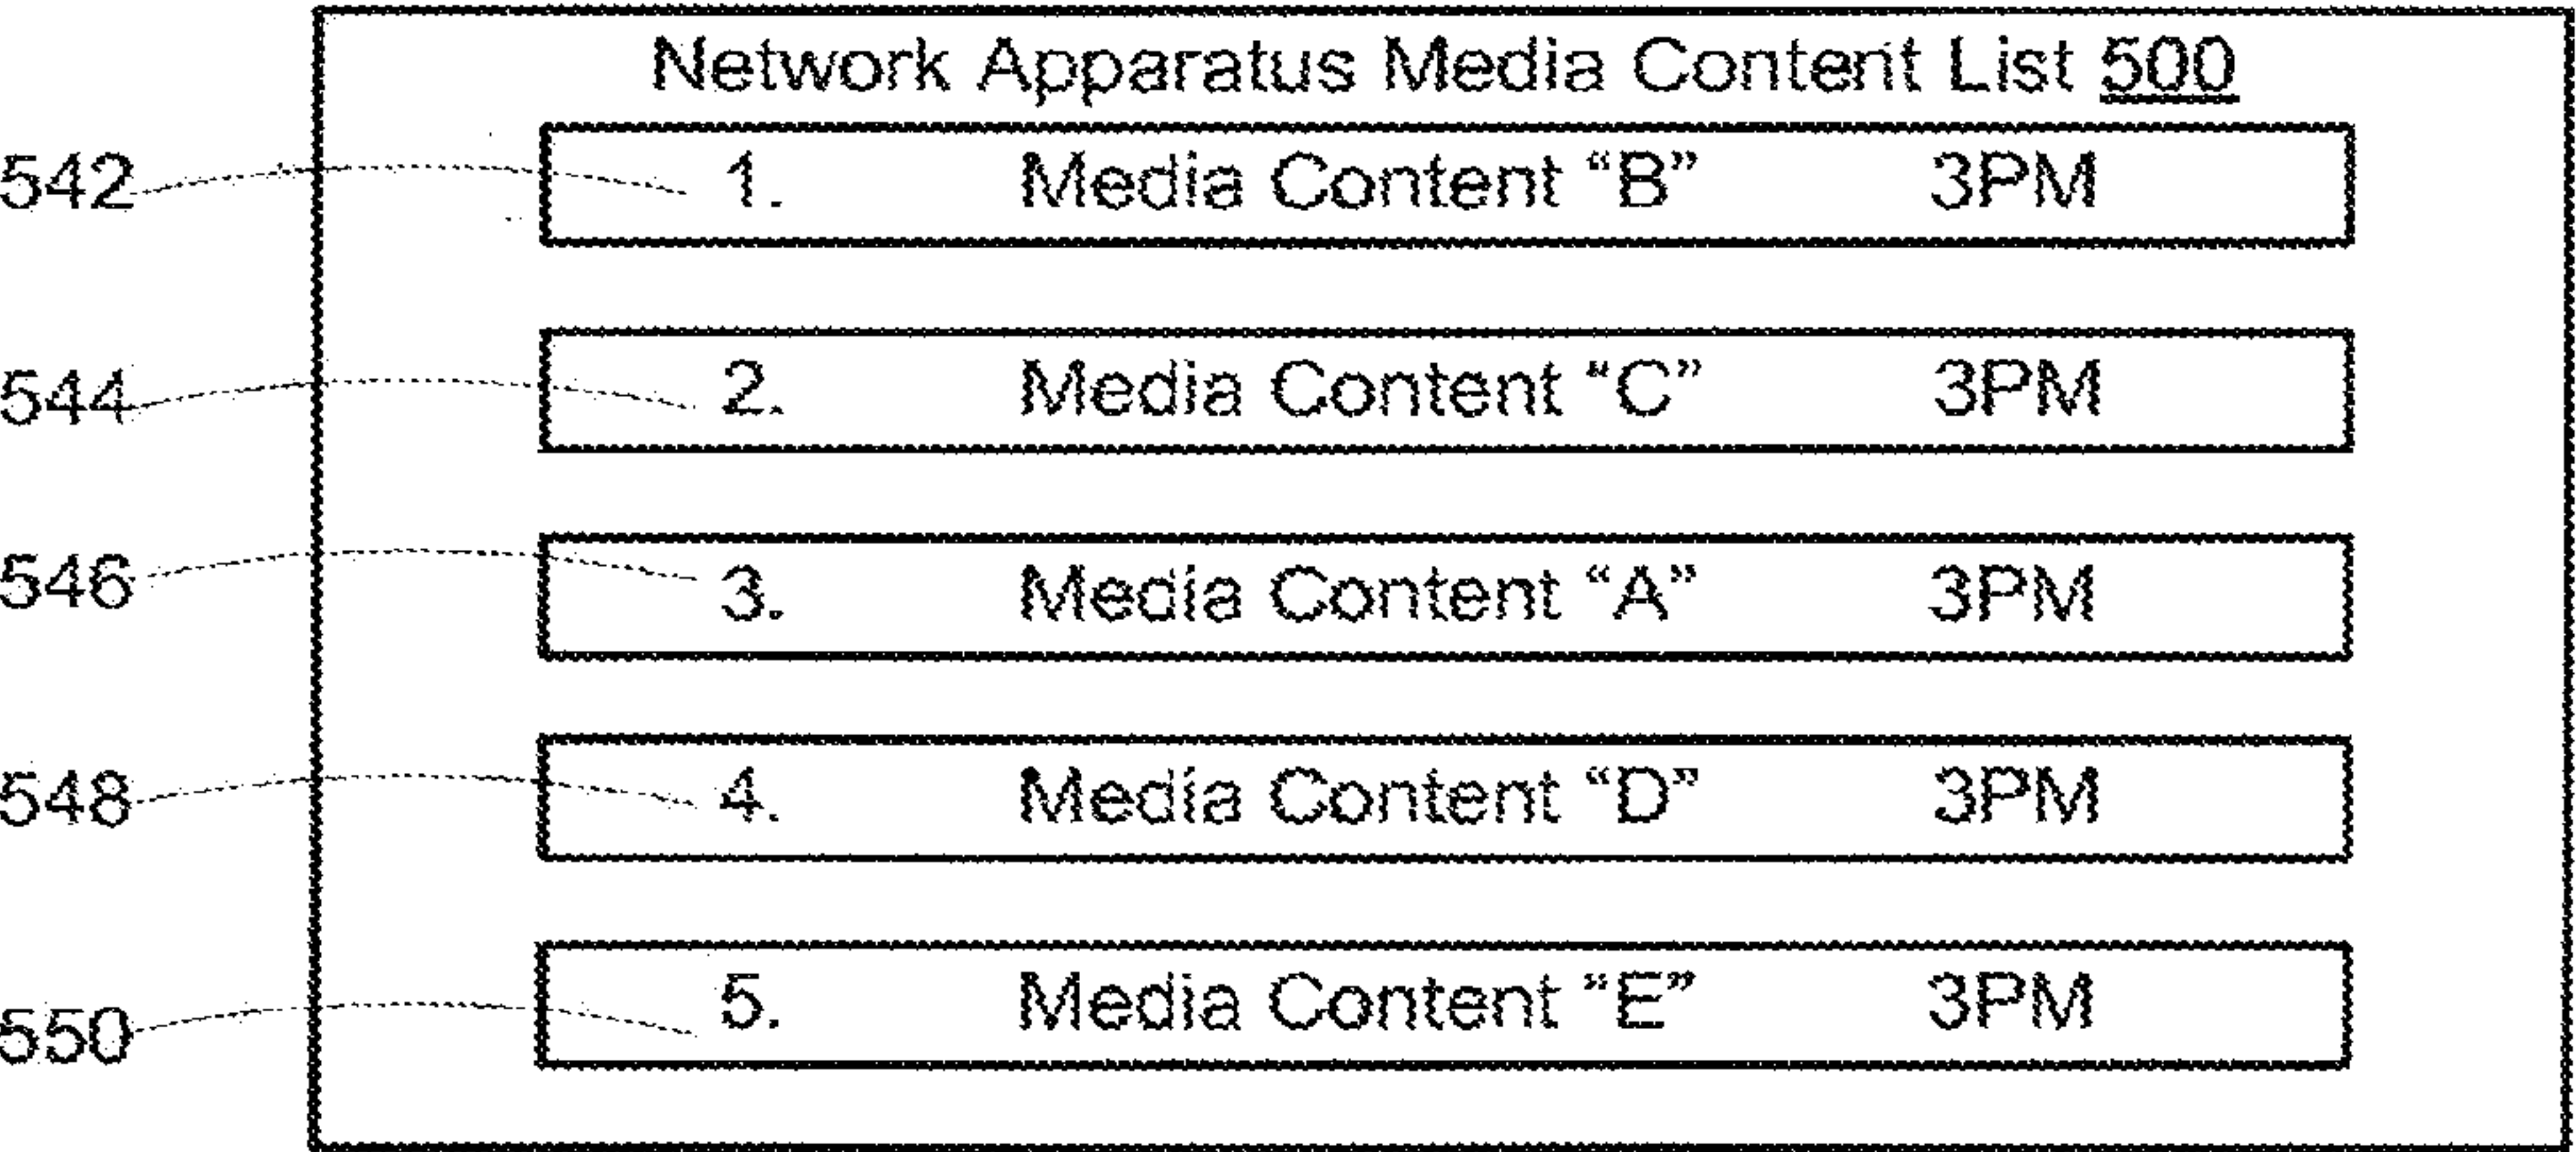 Network Apparatus Media Content List 500
542 1. Media Content “B” 3PM
544 2. Media Content “C” 3PM
546 3. Media Content “A” 3PM
548 4. Media Content “D” 3PM
550 5. Media Content “E” 3PM